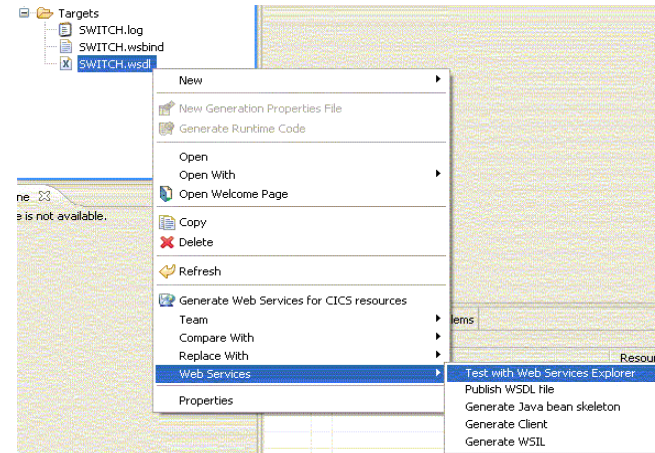 Targets
SWITCH.log
SWITCH.wsbind
SWITCH.wsdl
New
New Generation Properties File
Generate Runtime Code
Open
Open With
Open Welcome Page
ne
e is not available.
Copy
Delete
Refresh
Generate Web Services for CICS resources
Team
lems
Compare With
Replace With
Resour
Web Services
Test with Web Services Explorer
Publish WSDL file
Properties
Generate Java bean skeleton
Generate Client
Generate WSIL